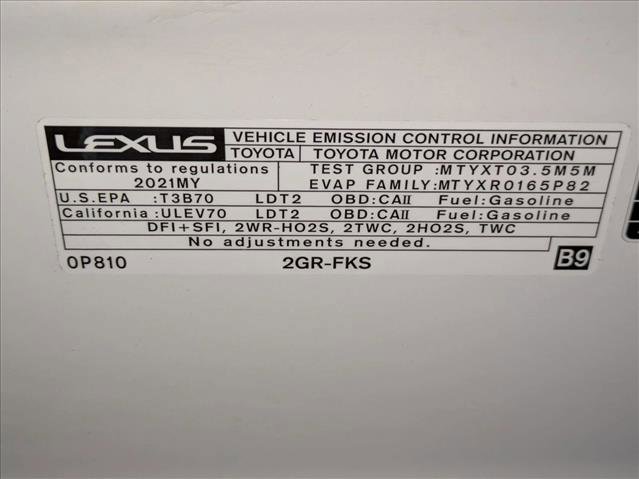 LEXUS VEHICLE EMISSION CONTROL INFORMATION
TOYOTA TOYOTA MOTOR CORPORATION
Conforms to regulations TEST GROUP :MTYXT03.5M5M
2021MY EVAP FAMILY:MTYXR0165P82
U.S.EPA :T3B70 LDT2 OBD:CAII Fuel:Gasoline
California :ULEV70 LDT2 OBD:CAII Fuel:Gasoline
DFI+SFI, 2WR-HO2S, 2TWC, 2HO2S, TWC
No adjustments needed.
0P810 2GR-FKS B9